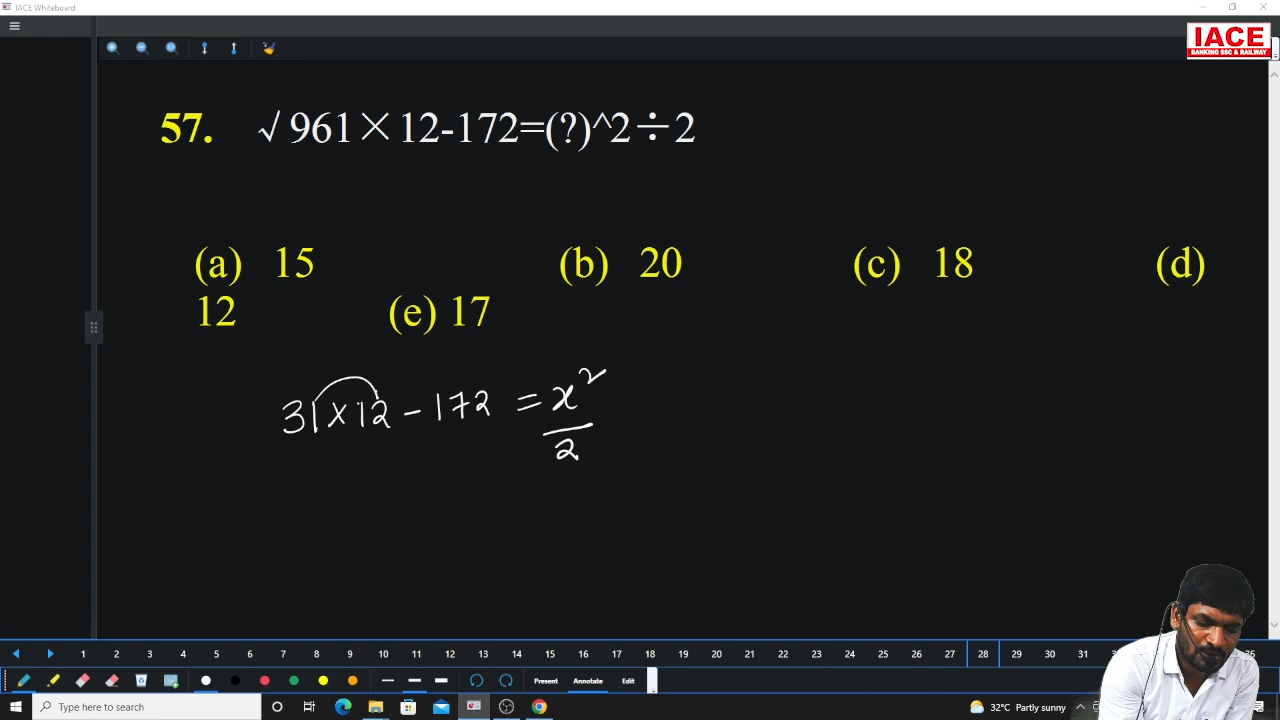 IACE Whiteboard
IACE
BANKING SSC & RAILWAY
57. √ 961×12-172=(?)^2÷2
(a) 15 (b) 20 (c) 18 (d)
12 (e) 17
31×12-172 = x²/2
1 2 3 4 5 6 7 8 9 10 11 12 13 14 15 16 17 18 19 20 21 22 23 24 25 26 27 28 29 30 31 36
Present Annotate Edit
Type here to search
32°C Partly sunny